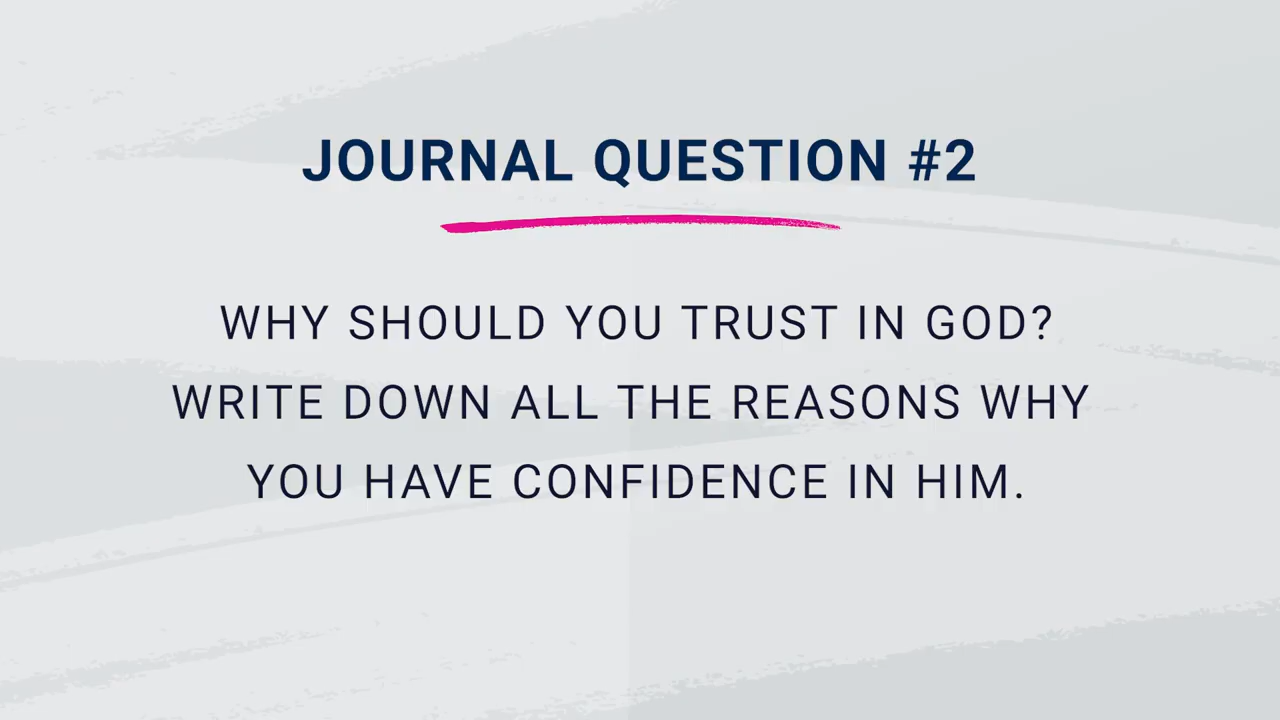 JOURNAL QUESTION #2
WHY SHOULD YOU TRUST IN GOD?
WRITE DOWN ALL THE REASONS WHY
YOU HAVE CONFIDENCE IN HIM.